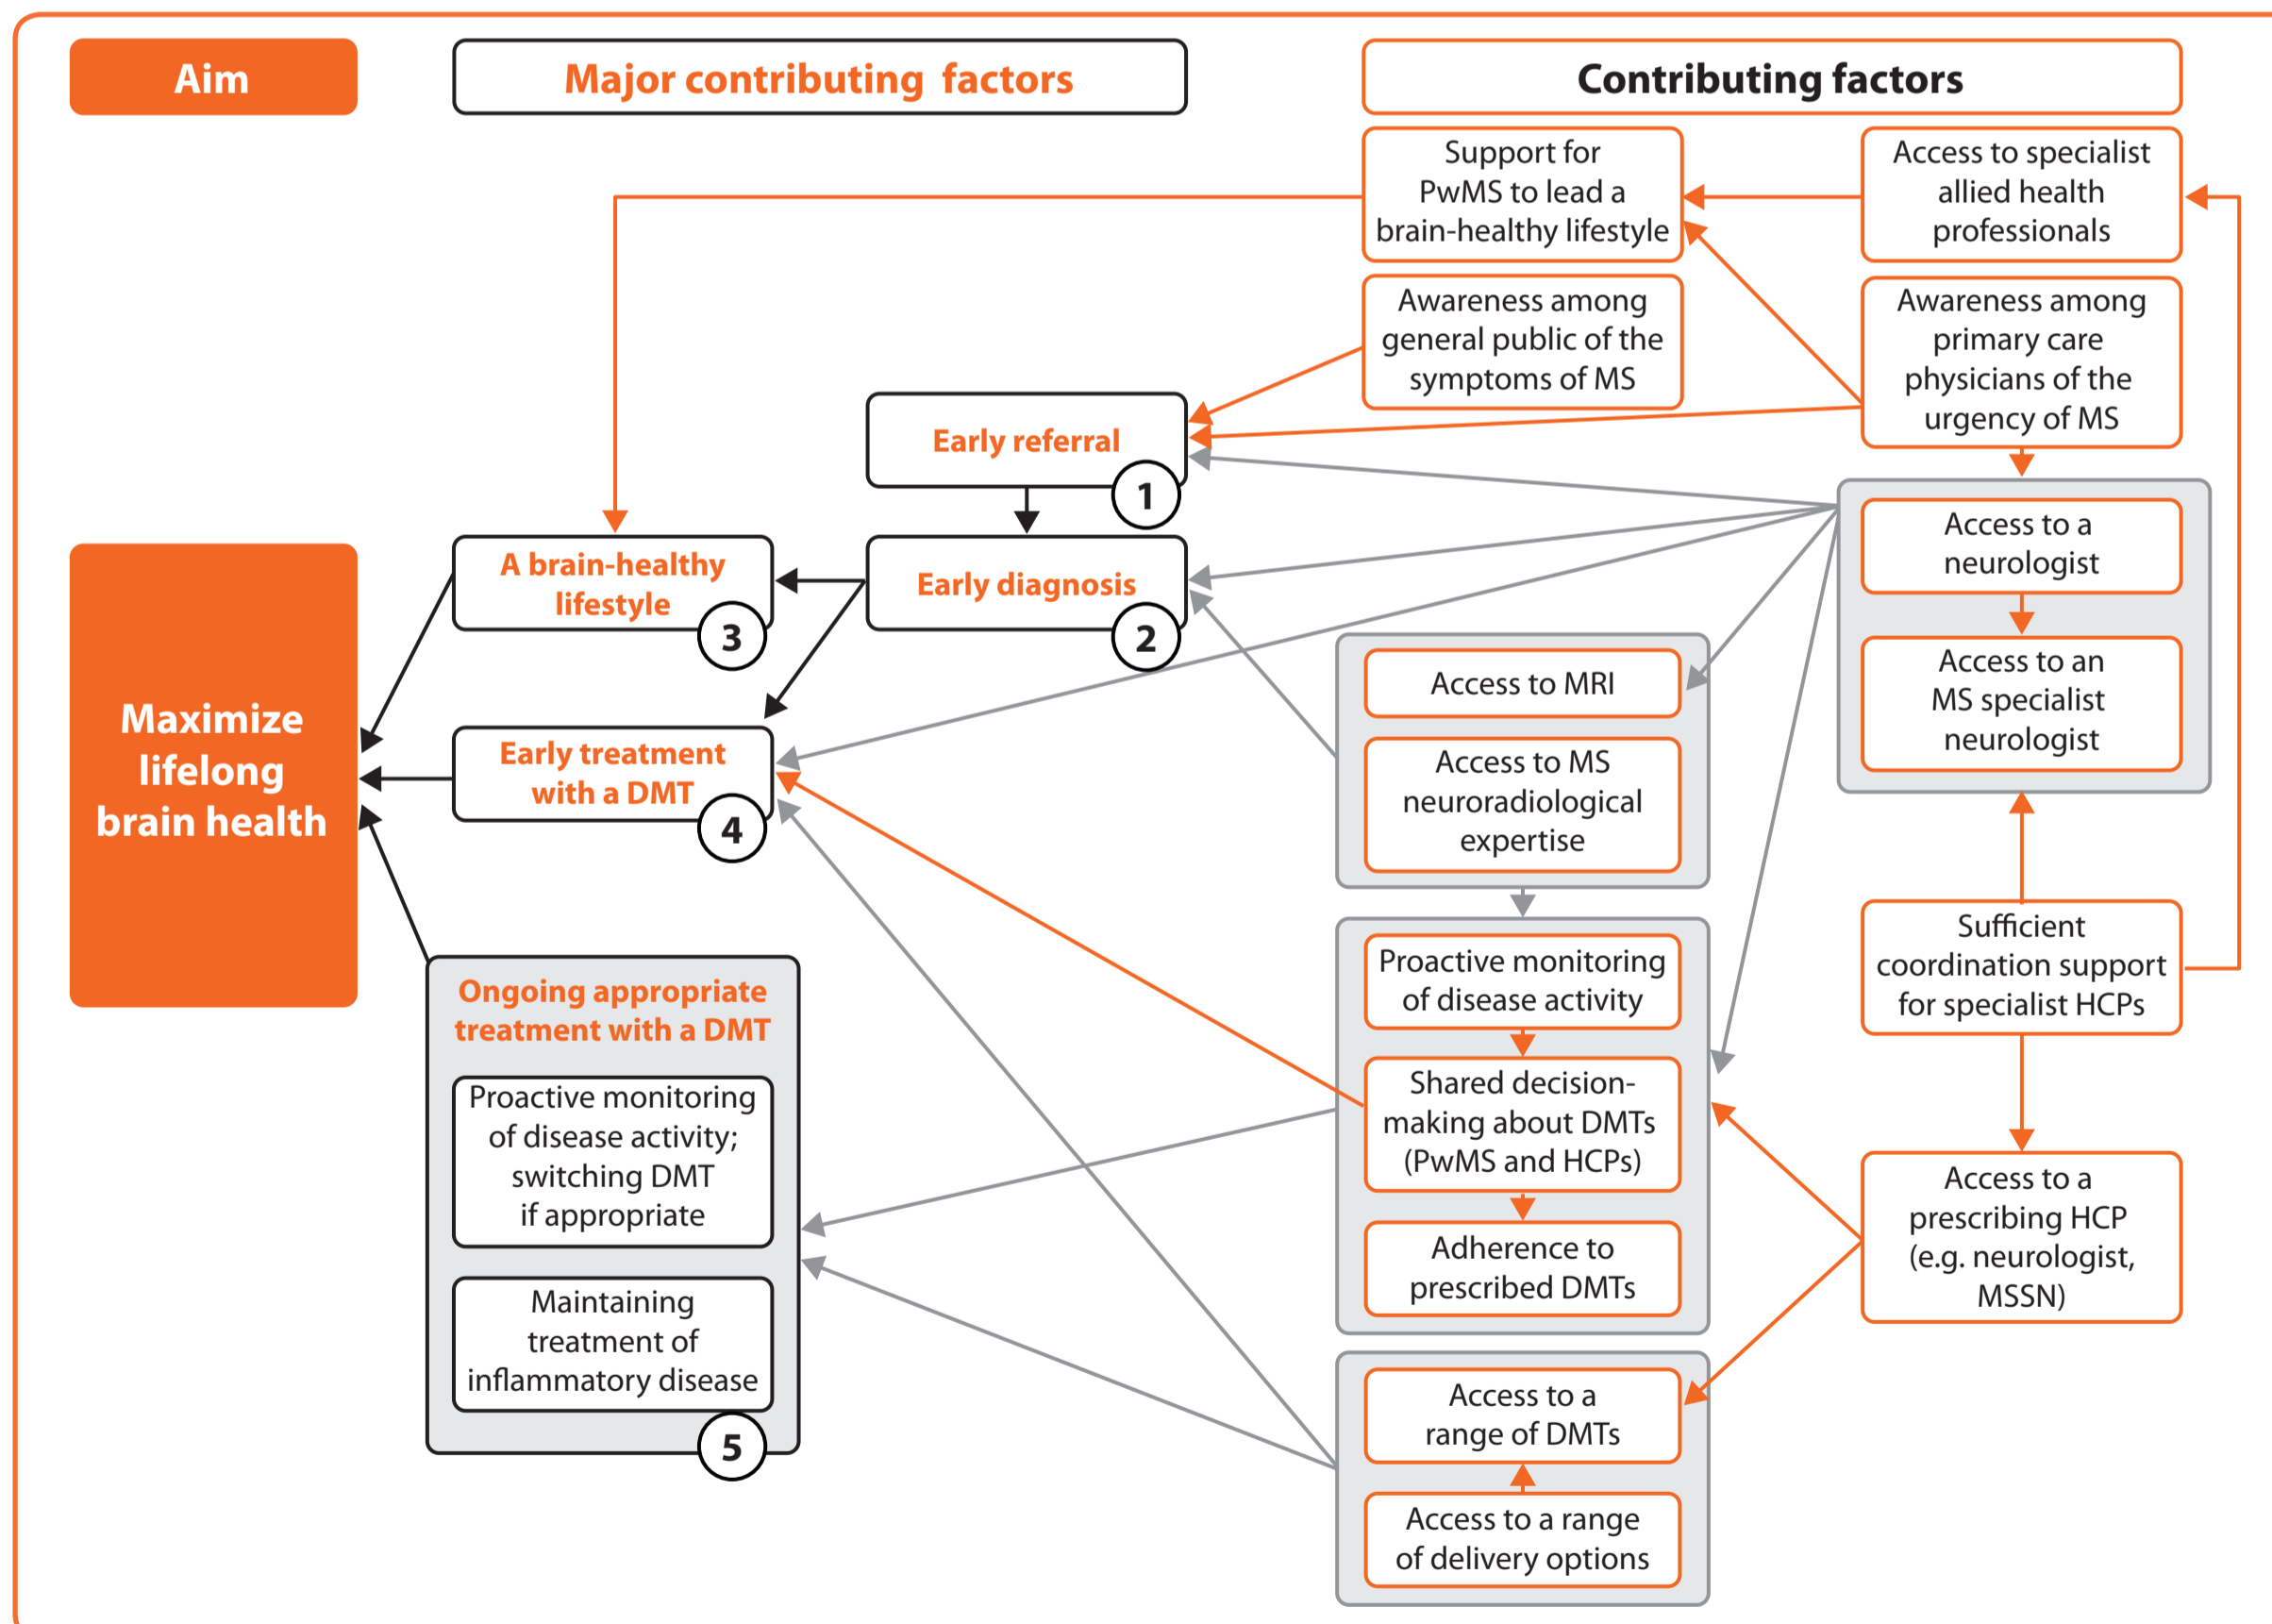 Aim
Major contributing factors
Contributing factors
Support for
PwMS to lead a
brain-healthy lifestyle
Access to specialist
allied health
professionals
Awareness among
general public of the
symptoms of MS
Awareness among
primary care
physicians of the
urgency of MS
Early referral
1
Access to a
neurologist
Access to an
MS specialist
neurologist
A brain-healthy
lifestyle
3
Early diagnosis
2
Maximize
lifelong
brain health
Early treatment
with a DMT
4
Access to MRI
Access to MS
neuroradiological
expertise
Sufficient
coordination support
for specialist HCPs
Ongoing appropriate
treatment with a DMT
Proactive monitoring
of disease activity;
switching DMT
if appropriate
Maintaining
treatment of
inflammatory disease
5
Proactive monitoring
of disease activity
Shared decision-
making about DMTs
(PwMS and HCPs)
Adherence to
prescribed DMTs
Access to a
prescribing HCP
(e.g. neurologist,
MSSN)
Access to a
range of DMTs
Access to a range
of delivery options